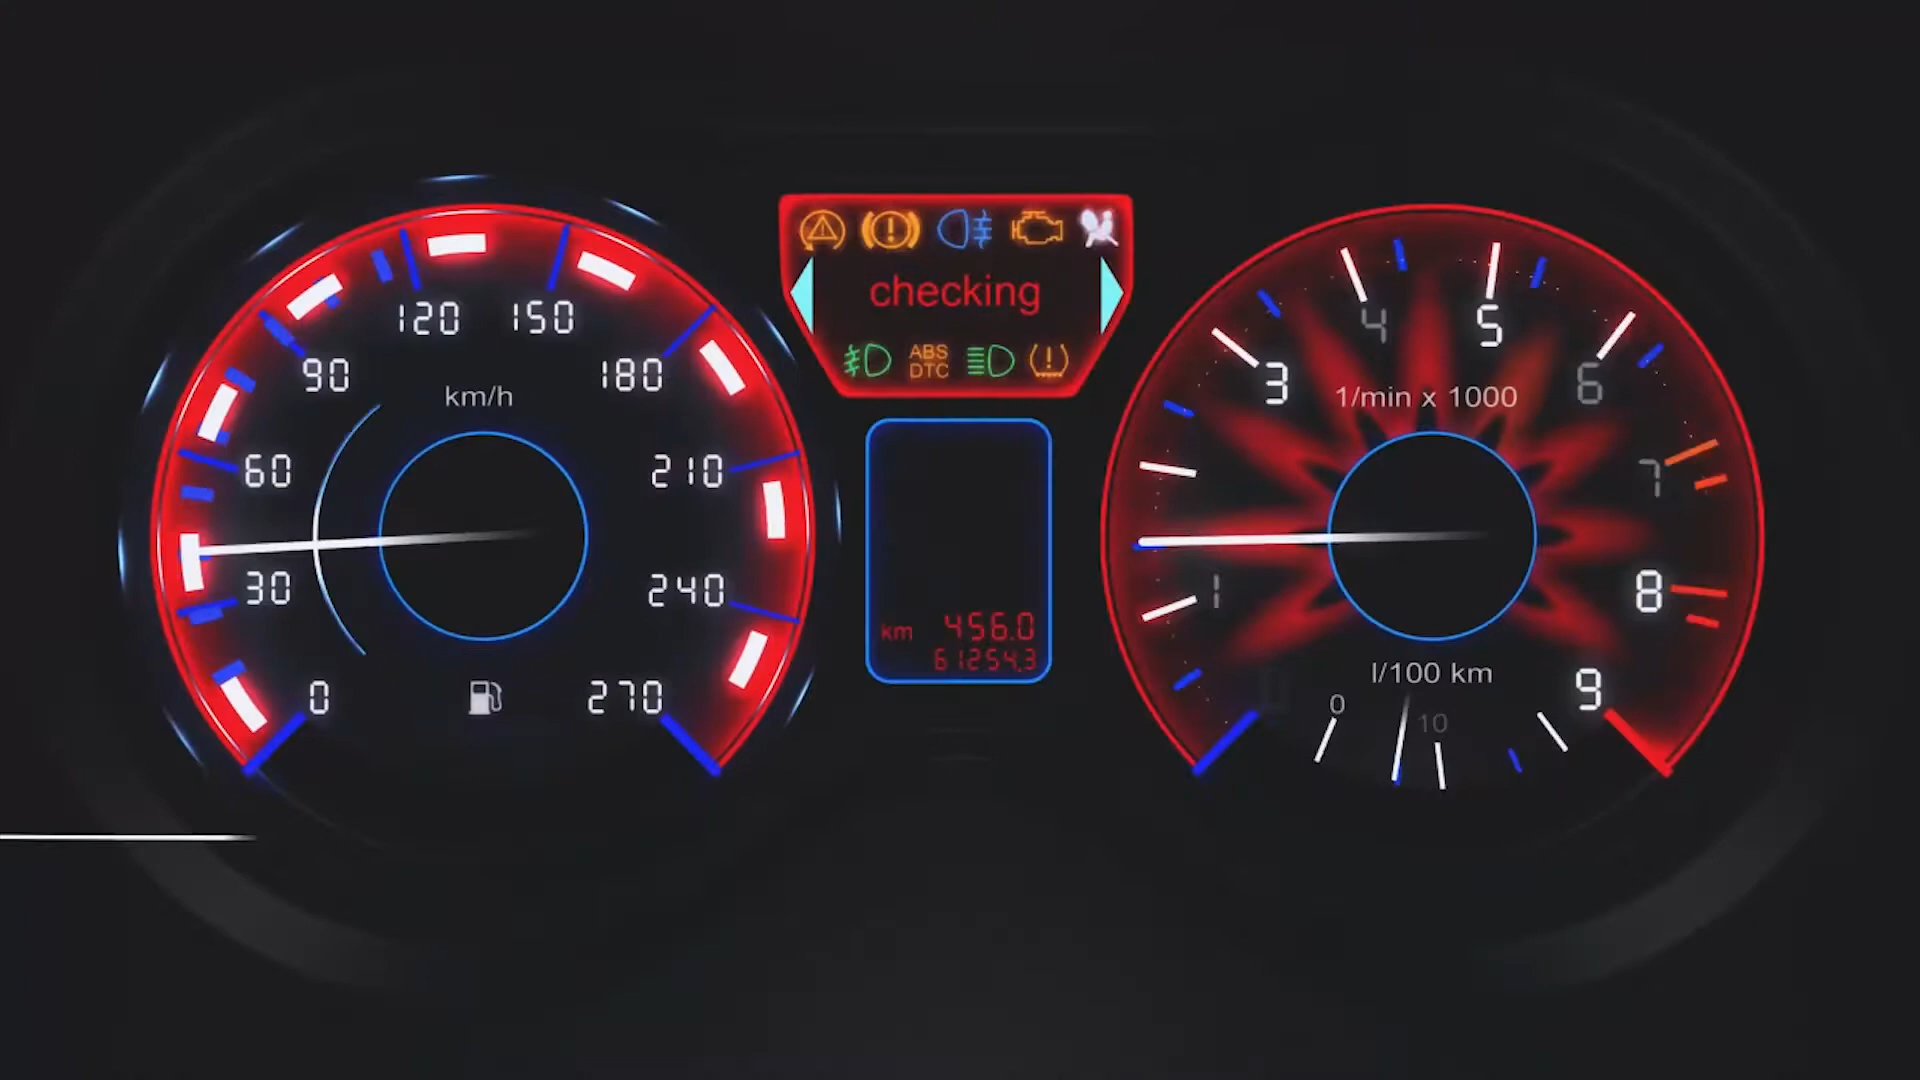 checking
ABS
DTC
120 150
90 180
km/h
60 210
30 240
0 270
km 456.0
61254.3
4 5
3 6
1/min x 1000
7
1 8
l/100 km
9
0 10